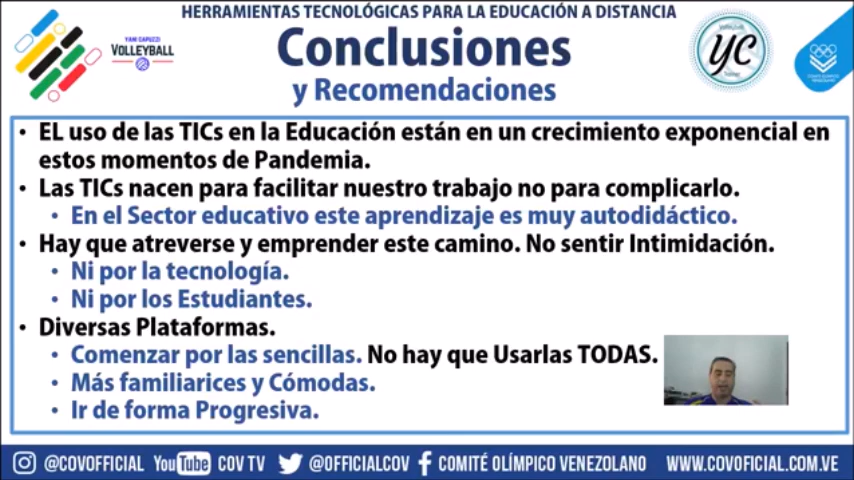 HERRAMIENTAS TECNOLÓGICAS PARA LA EDUCACIÓN A DISTANCIA
YANI CAPUZZI
VOLLEYBALL
Conclusiones
y Recomendaciones
YC
• EL uso de las TICs en la Educación están en un crecimiento exponencial en
estos momentos de Pandemia.
• Las TICs nacen para facilitar nuestro trabajo no para complicarlo.
• En el Sector educativo este aprendizaje es muy autodidáctico.
• Hay que atreverse y emprender este camino. No sentir Intimidación.
• Ni por la tecnología.
• Ni por los Estudiantes.
• Diversas Plataformas.
• Comenzar por las sencillas. No hay que Usarlas TODAS.
• Más familiarices y Cómodas.
• Ir de forma Progresiva.
@COVOFFICIAL YouTube COV TV @OFFICIALCOV COMITÉ OLÍMPICO VENEZOLANO WWW.COVOFICIAL.COM.VE